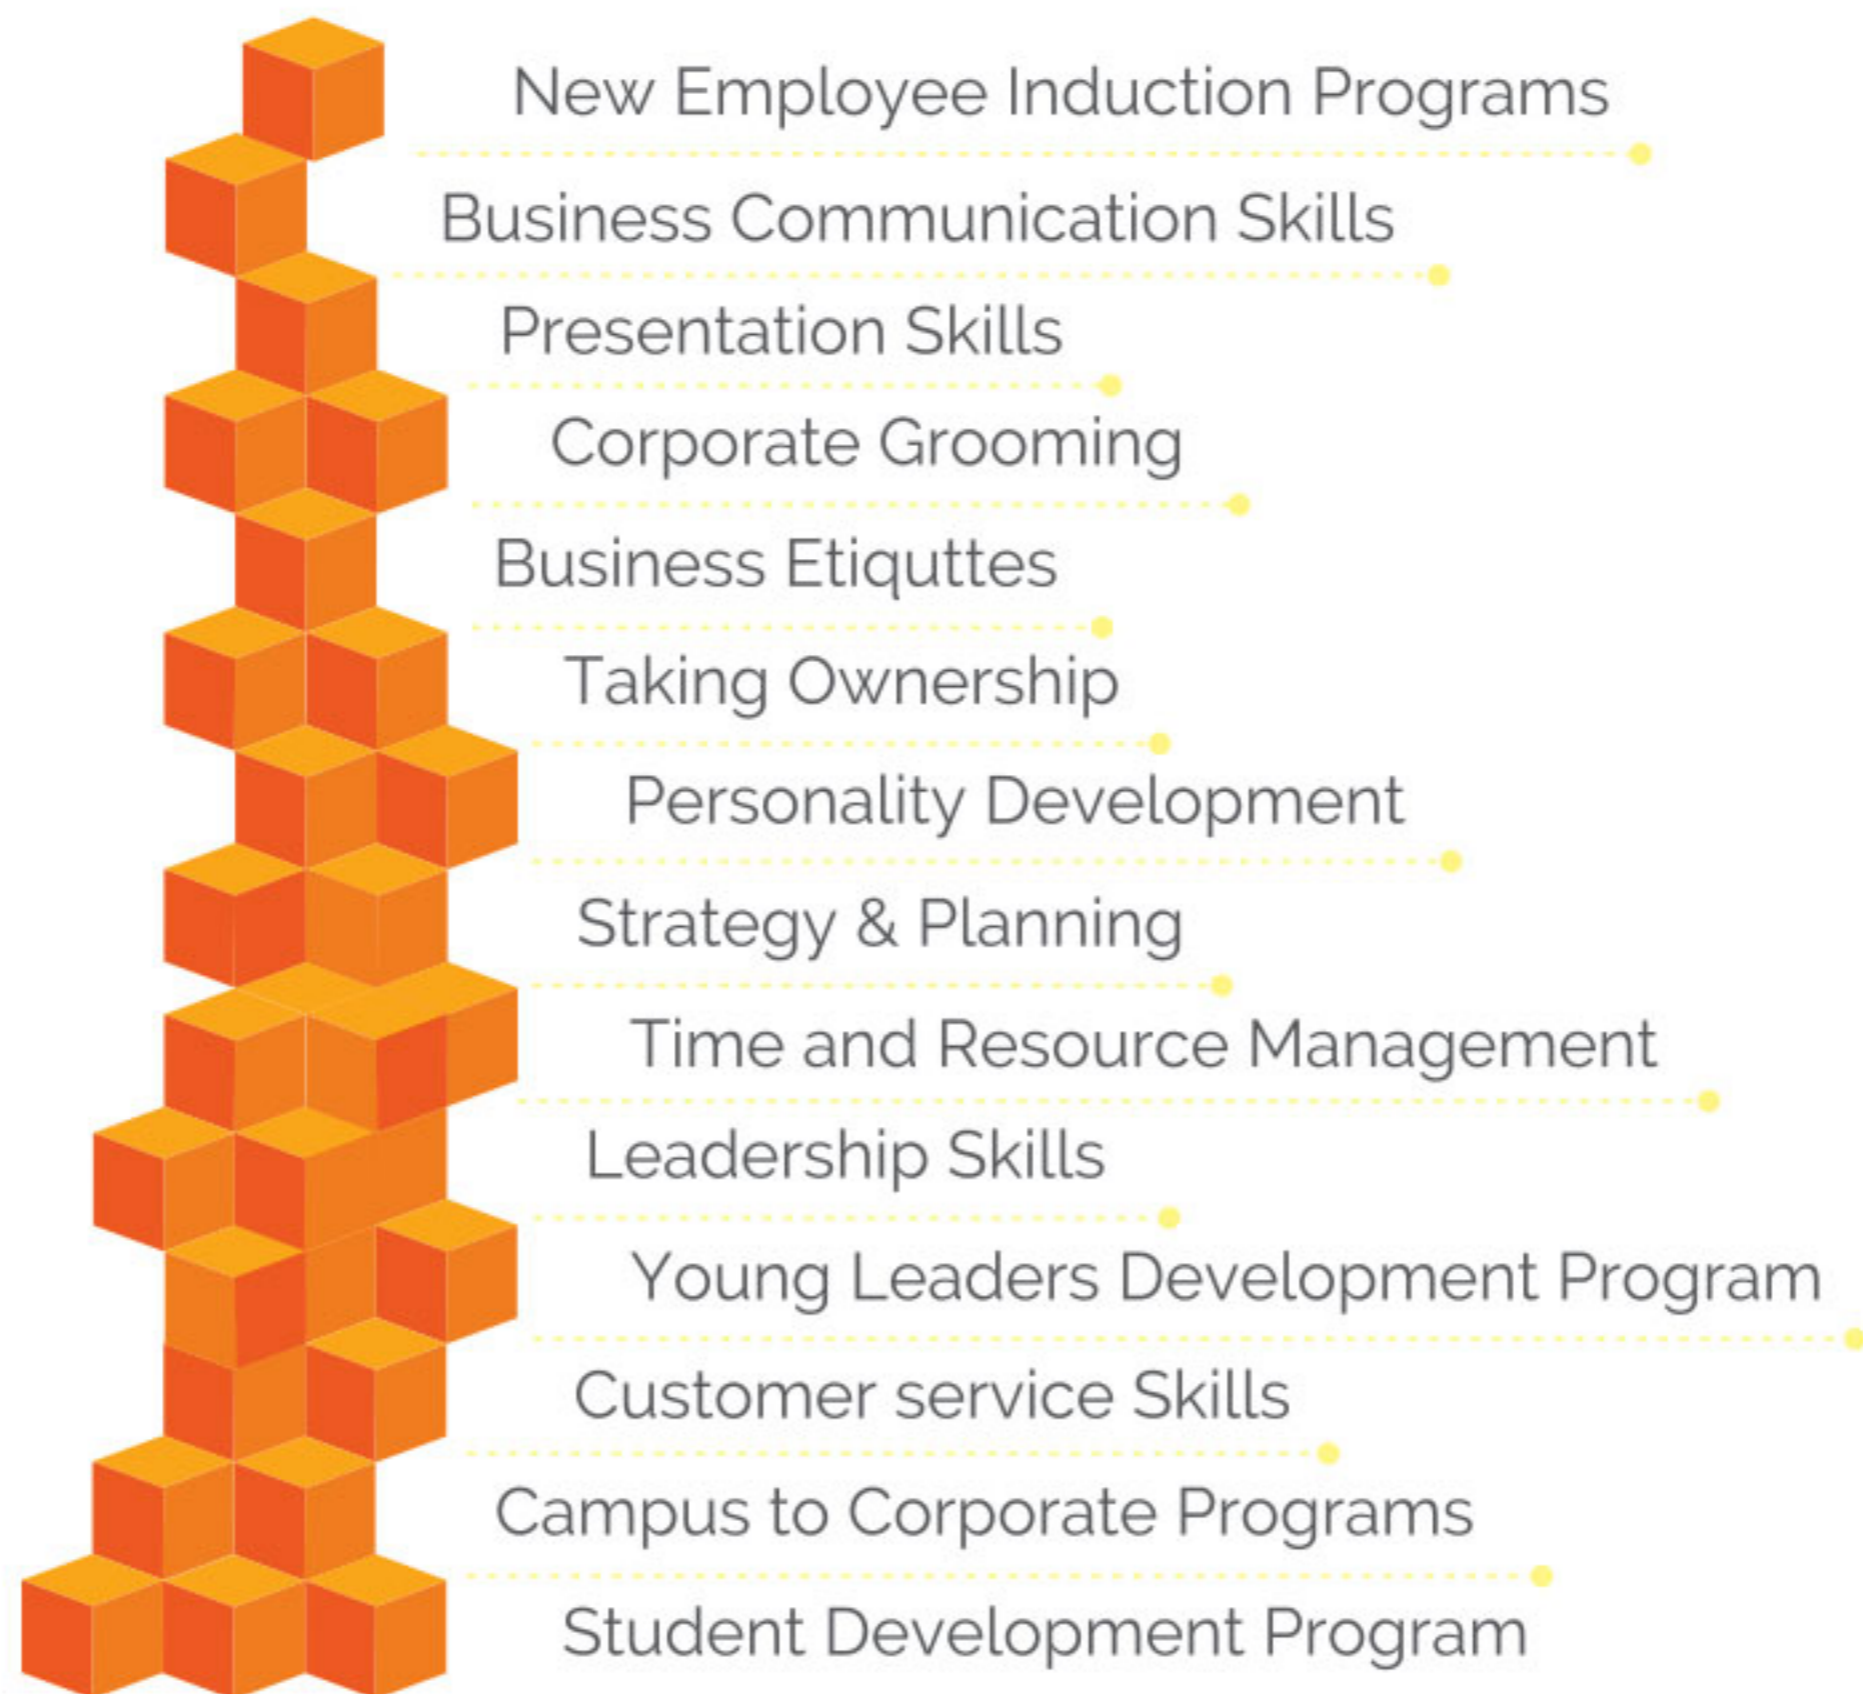 New Employee Induction Programs
Business Communication Skills
Presentation Skills
Corporate Grooming
Business Etiquttes
Taking Ownership
Personality Development
Strategy & Planning
Time and Resource Management
Leadership Skills
Young Leaders Development Program
Customer service Skills
Campus to Corporate Programs
Student Development Program